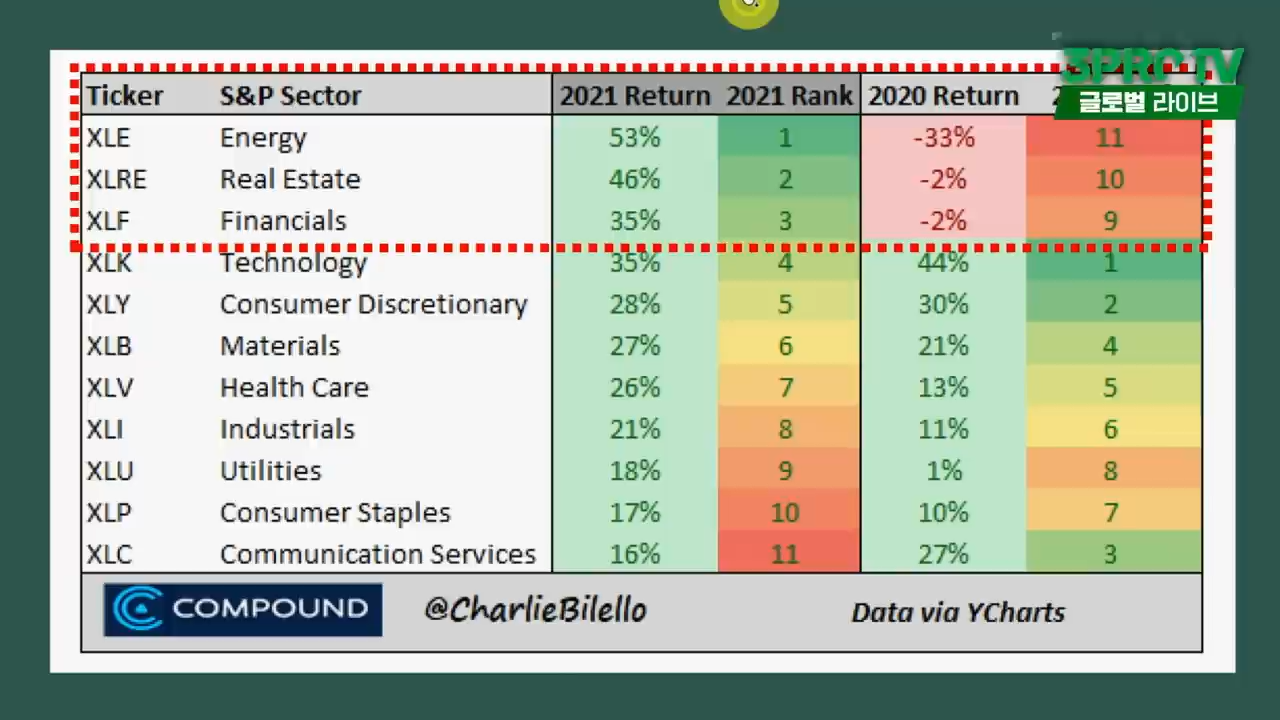 3PRO TV
글로벌 라이브
Ticker S&P Sector 2021 Return 2021 Rank 2020 Return
XLE Energy 53% 1 -33% 11
XLRE Real Estate 46% 2 -2% 10
XLF Financials 35% 3 -2% 9
XLK Technology 35% 4 44% 1
XLY Consumer Discretionary 28% 5 30% 2
XLB Materials 27% 6 21% 4
XLV Health Care 26% 7 13% 5
XLI Industrials 21% 8 11% 6
XLU Utilities 18% 9 1% 8
XLP Consumer Staples 17% 10 10% 7
XLC Communication Services 16% 11 27% 3
COMPOUND @CharlieBilello Data via YCharts